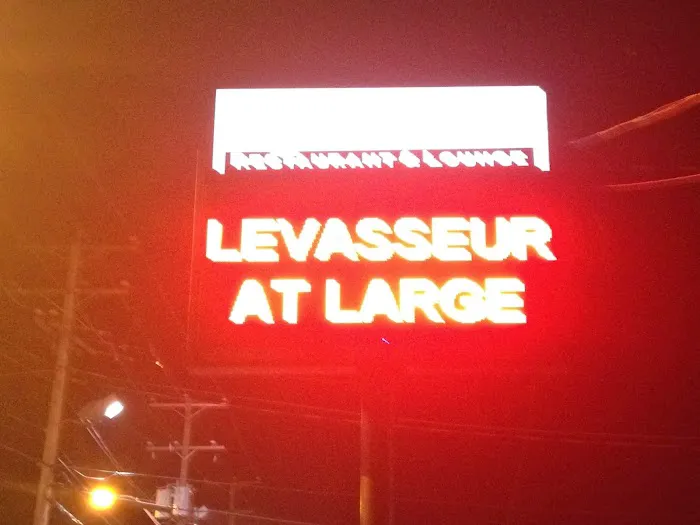 RESTAURANT & LOUNGE
LEVASSEUR
AT LARGE